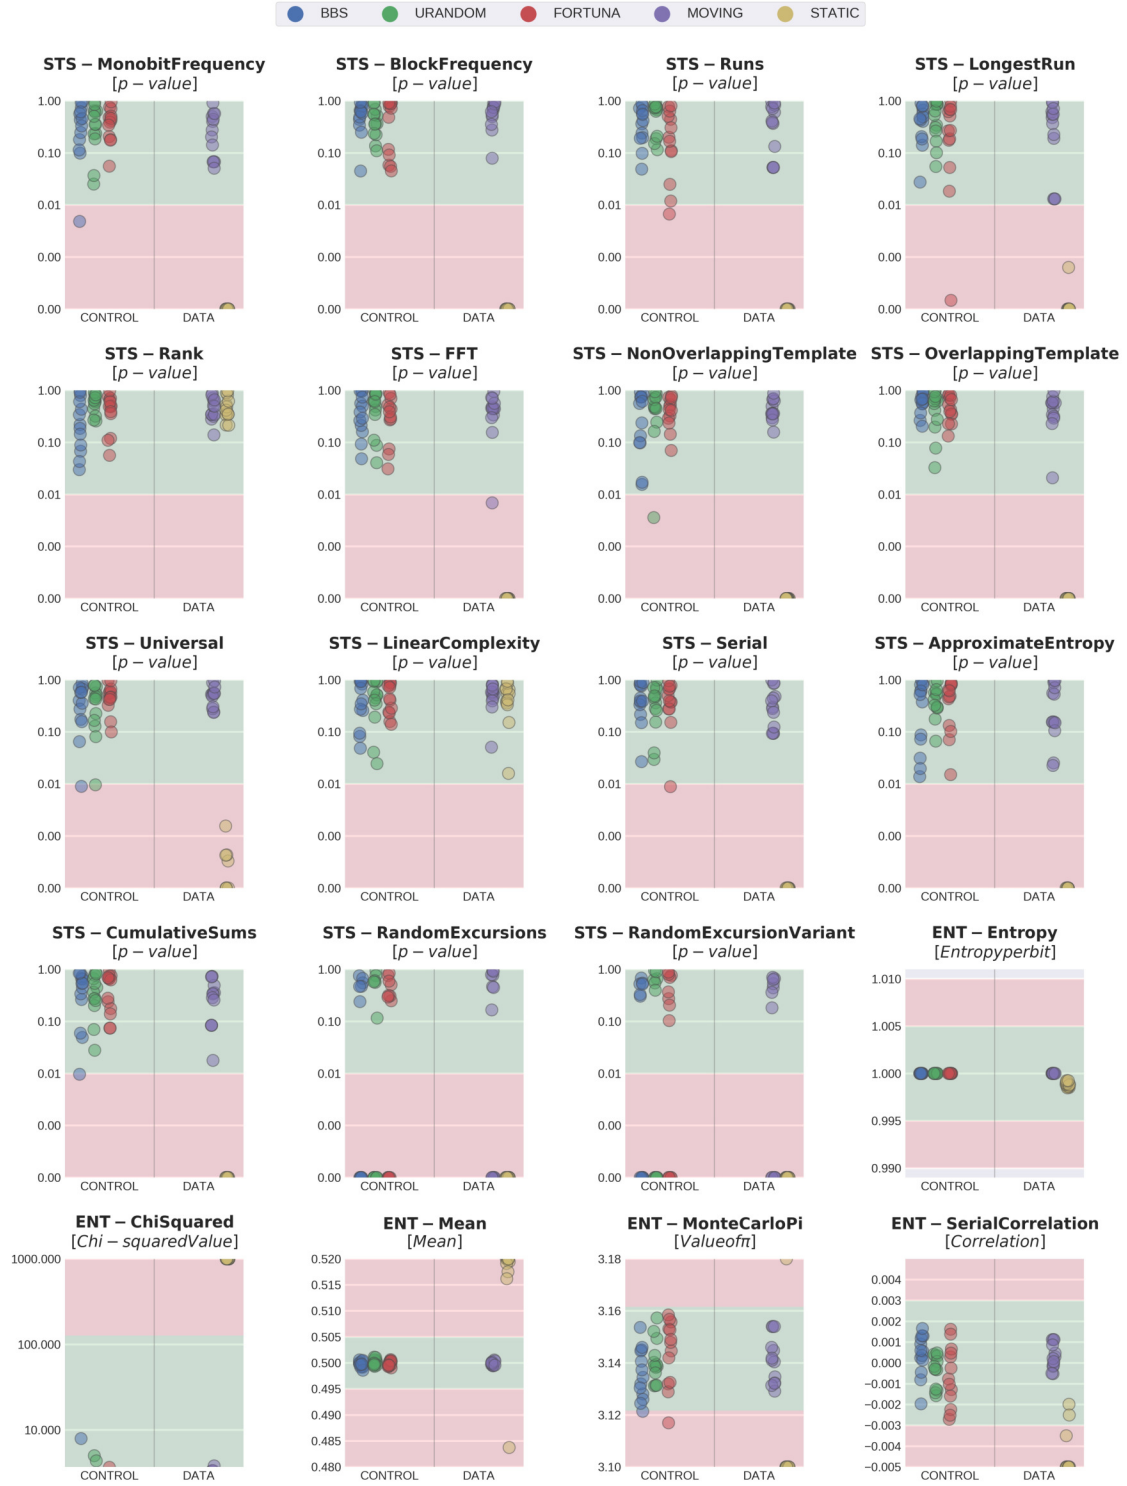 BBS URANDOM FORTUNA MOVING STATIC
STS – MonobitFrequency STS – BlockFrequency STS – Runs STS – LongestRun
[p – value] [p – value] [p – value] [p – value]
1.00 1.00 1.00 1.00
0.10 0.10 0.10 0.10
0.01 0.01 0.01 0.01
0.00 0.00 0.00 0.00
0.00 0.00 0.00 0.00
CONTROL DATA CONTROL DATA CONTROL DATA CONTROL DATA
STS – Rank STS – FFT STS – NonOverlappingTemplate STS – OverlappingTemplate
[p – value] [p – value] [p – value] [p – value]
1.00 1.00 1.00 1.00
0.10 0.10 0.10 0.10
0.01 0.01 0.01 0.01
0.00 0.00 0.00 0.00
0.00 0.00 0.00 0.00
CONTROL DATA CONTROL DATA CONTROL DATA CONTROL DATA
STS – Universal STS – LinearComplexity STS – Serial STS – ApproximateEntropy
[p – value] [p – value] [p – value] [p – value]
1.00 1.00 1.00 1.00
0.10 0.10 0.10 0.10
0.01 0.01 0.01 0.01
0.00 0.00 0.00 0.00
0.00 0.00 0.00 0.00
CONTROL DATA CONTROL DATA CONTROL DATA CONTROL DATA
STS – CumulativeSums STS – RandomExcursions STS – RandomExcursionVariant ENT – Entropy
[p – value] [p – value] [p – value] [Entropyperbit]
1.00 1.00 1.00 1.010
0.10 0.10 0.10 1.005
0.01 0.01 0.01 1.000
0.00 0.00 0.00 0.995
0.00 0.00 0.00 0.990
CONTROL DATA CONTROL DATA CONTROL DATA CONTROL DATA
ENT – ChiSquared ENT – Mean ENT – MonteCarloPi ENT – SerialCorrelation
[Chi – squaredValue] [Mean] [Valueofπ] [Correlation]
1000.000 0.520 3.18
0.515 0.004
0.510 3.16 0.003
0.505 0.002
100.000 0.001
0.500 3.14 0.000
0.495 −0.001
0.490 3.12 −0.002
10.000 −0.003
0.485 −0.004
0.480 3.10 −0.005
CONTROL DATA CONTROL DATA CONTROL DATA CONTROL DATA